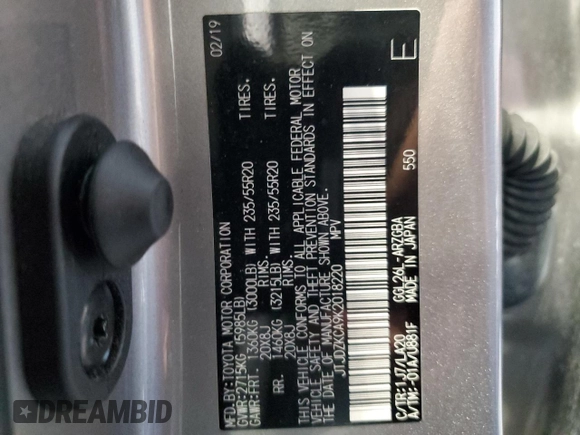 MFD.BY:TOYOTA MOTOR CORPORATION 02/19
GVWR:2715KG (5985LB)
GAWR:FRT. 1360KG (3000LB) WITH 235/55R20 TIRES.
20X8J RIMS.
RR. 1460KG (3215LB) WITH 235/55R20 TIRES.
20X8J RIMS.
THIS VEHICLE CONFORMS TO ALL APPLICABLE FEDERAL MOTOR
VEHICLE SAFETY AND THEFT PREVENTION STANDARDS IN EFFECT ON
THE DATE OF MANUFACTURE SHOWN ABOVE.
JTJDZKCA9K2018220 MPV
C/TR:1J7/LA20 GGL26L-ARZGBA
A/TM:-01A/U881F MADE IN JAPAN 550
E
DREAMBID